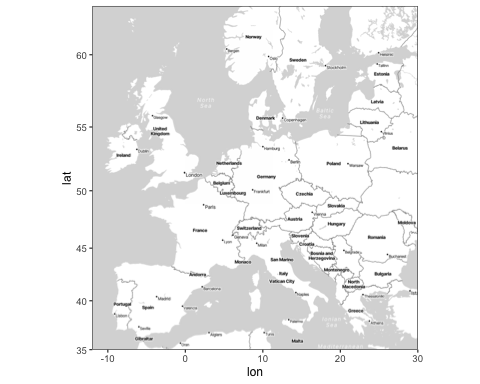 Norway
Bergen
Oslo
Sweden
Stockholm
Helsinki
Tallinn
Estonia
North
Sea
Baltic
Sea
Latvia
Lithuania
Vilnius
Belarus
Glasgow
United
Kingdom
Ireland
Dublin
Denmark
Copenhagen
Netherlands
London
Belgium
Luxembourg
Hamburg
Berlin
Germany
Frankfurt
Poland
Warsaw
Czechia
Slovakia
Paris
France
Switzerland
Geneva
Lyon
Milan
Monaco
Austria
Vienna
Hungary
Slovenia
Croatia
Bosnia and
Herzegovina
Belgrade
Moldova
Romania
Bucharest
San Marino
Italy
Vatican City
Montenegro
North
Macedonia
Bulgaria
Andorra
Barcelona
Portugal
Lisbon
Madrid
Spain
Valencia
Seville
Gibraltar
Naples
Palermo
Ionian
Sea
Thessaloniki
Greece
Athens
Oran
Algiers
Tunis
Malta
60
55
50
45
40
35
-10
0
10
20
30
lat
lon